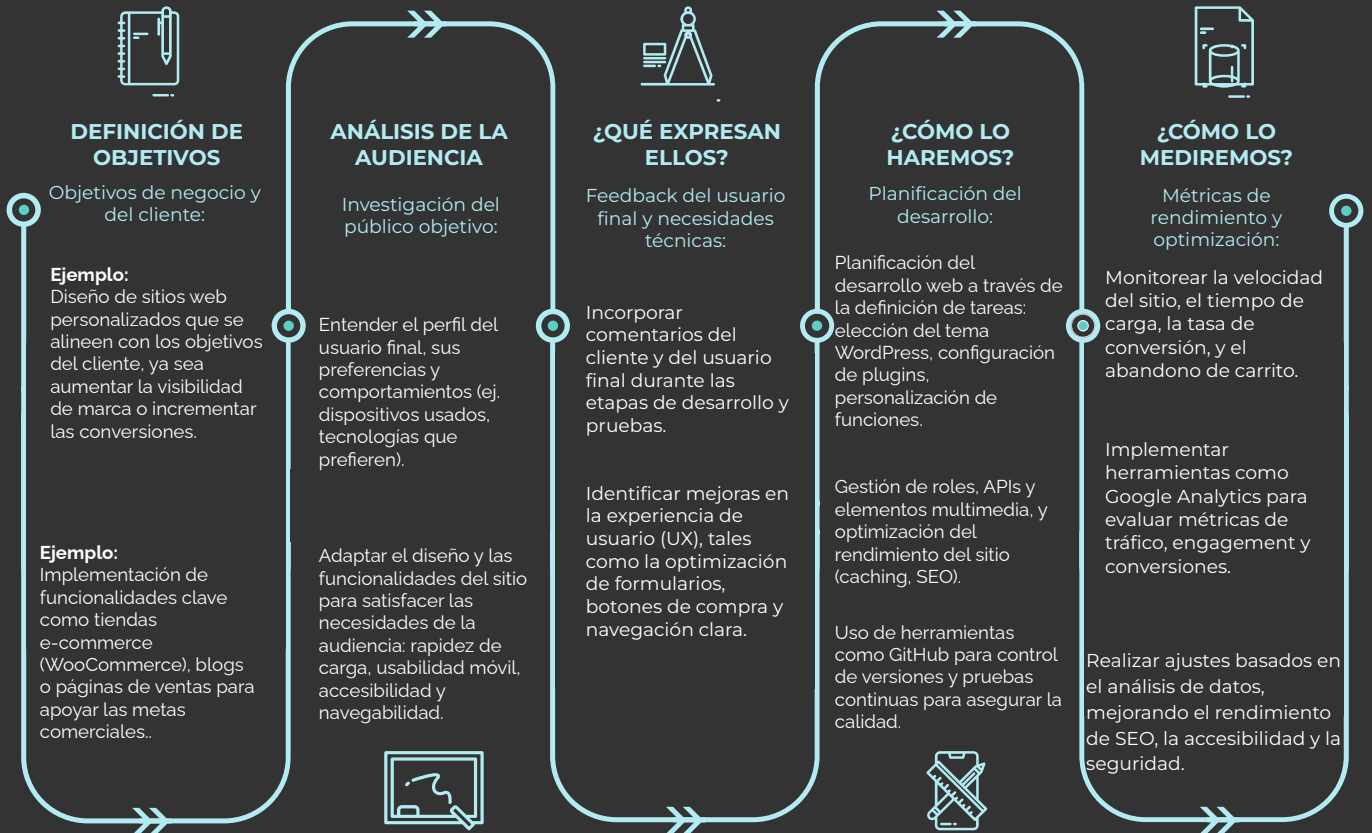 DEFINICIÓN DE
OBJETIVOS
Objetivos de negocio y
del cliente:
Ejemplo:
Diseño de sitios web
personalizados que se
alineen con los objetivos
del cliente, ya sea
aumentar la visibilidad
de marca o incrementar
las conversiones.
Ejemplo:
Implementación de
funcionalidades clave
como tiendas
e-commerce
(WooCommerce), blogs
o páginas de ventas para
apoyar las metas
comerciales..
ANÁLISIS DE LA
AUDIENCIA
Investigación del
público objetivo:
Entender el perfil del
usuario final, sus
preferencias y
comportamientos (ej.
dispositivos usados,
tecnologías que
prefieren).
Adaptar el diseño y las
funcionalidades del sitio
para satisfacer las
necesidades de la
audiencia: rapidez de
carga, usabilidad móvil,
accesibilidad y
navegabilidad.
¿QUÉ EXPRESAN
ELLOS?
Feedback del usuario
final y necesidades
técnicas:
Incorporar
comentarios del
cliente y del usuario
final durante las
etapas de desarrollo y
pruebas.
Identificar mejoras en
la experiencia de
usuario (UX), tales
como la optimización
de formularios,
botones de compra y
navegación clara.
¿CÓMO LO
HAREMOS?
Planificación del
desarrollo:
Planificación del
desarrollo web a través de
la definición de tareas:
elección del tema
WordPress, configuración
de plugins,
personalización de
funciones.
Gestión de roles, APIs y
elementos multimedia, y
optimización del
rendimiento del sitio
(caching, SEO).
Uso de herramientas
como GitHub para control
de versiones y pruebas
continuas para asegurar la
calidad.
¿CÓMO LO
MEDIREMOS?
Métricas de
rendimiento y
optimización:
Monitorear la velocidad
del sitio, el tiempo de
carga, la tasa de
conversión, y el
abandono de carrito.
Implementar
herramientas como
Google Analytics para
evaluar métricas de
tráfico, engagement y
conversiones.
Realizar ajustes basados en
el análisis de datos,
mejorando el rendimiento
de SEO, la accesibilidad y la
seguridad.